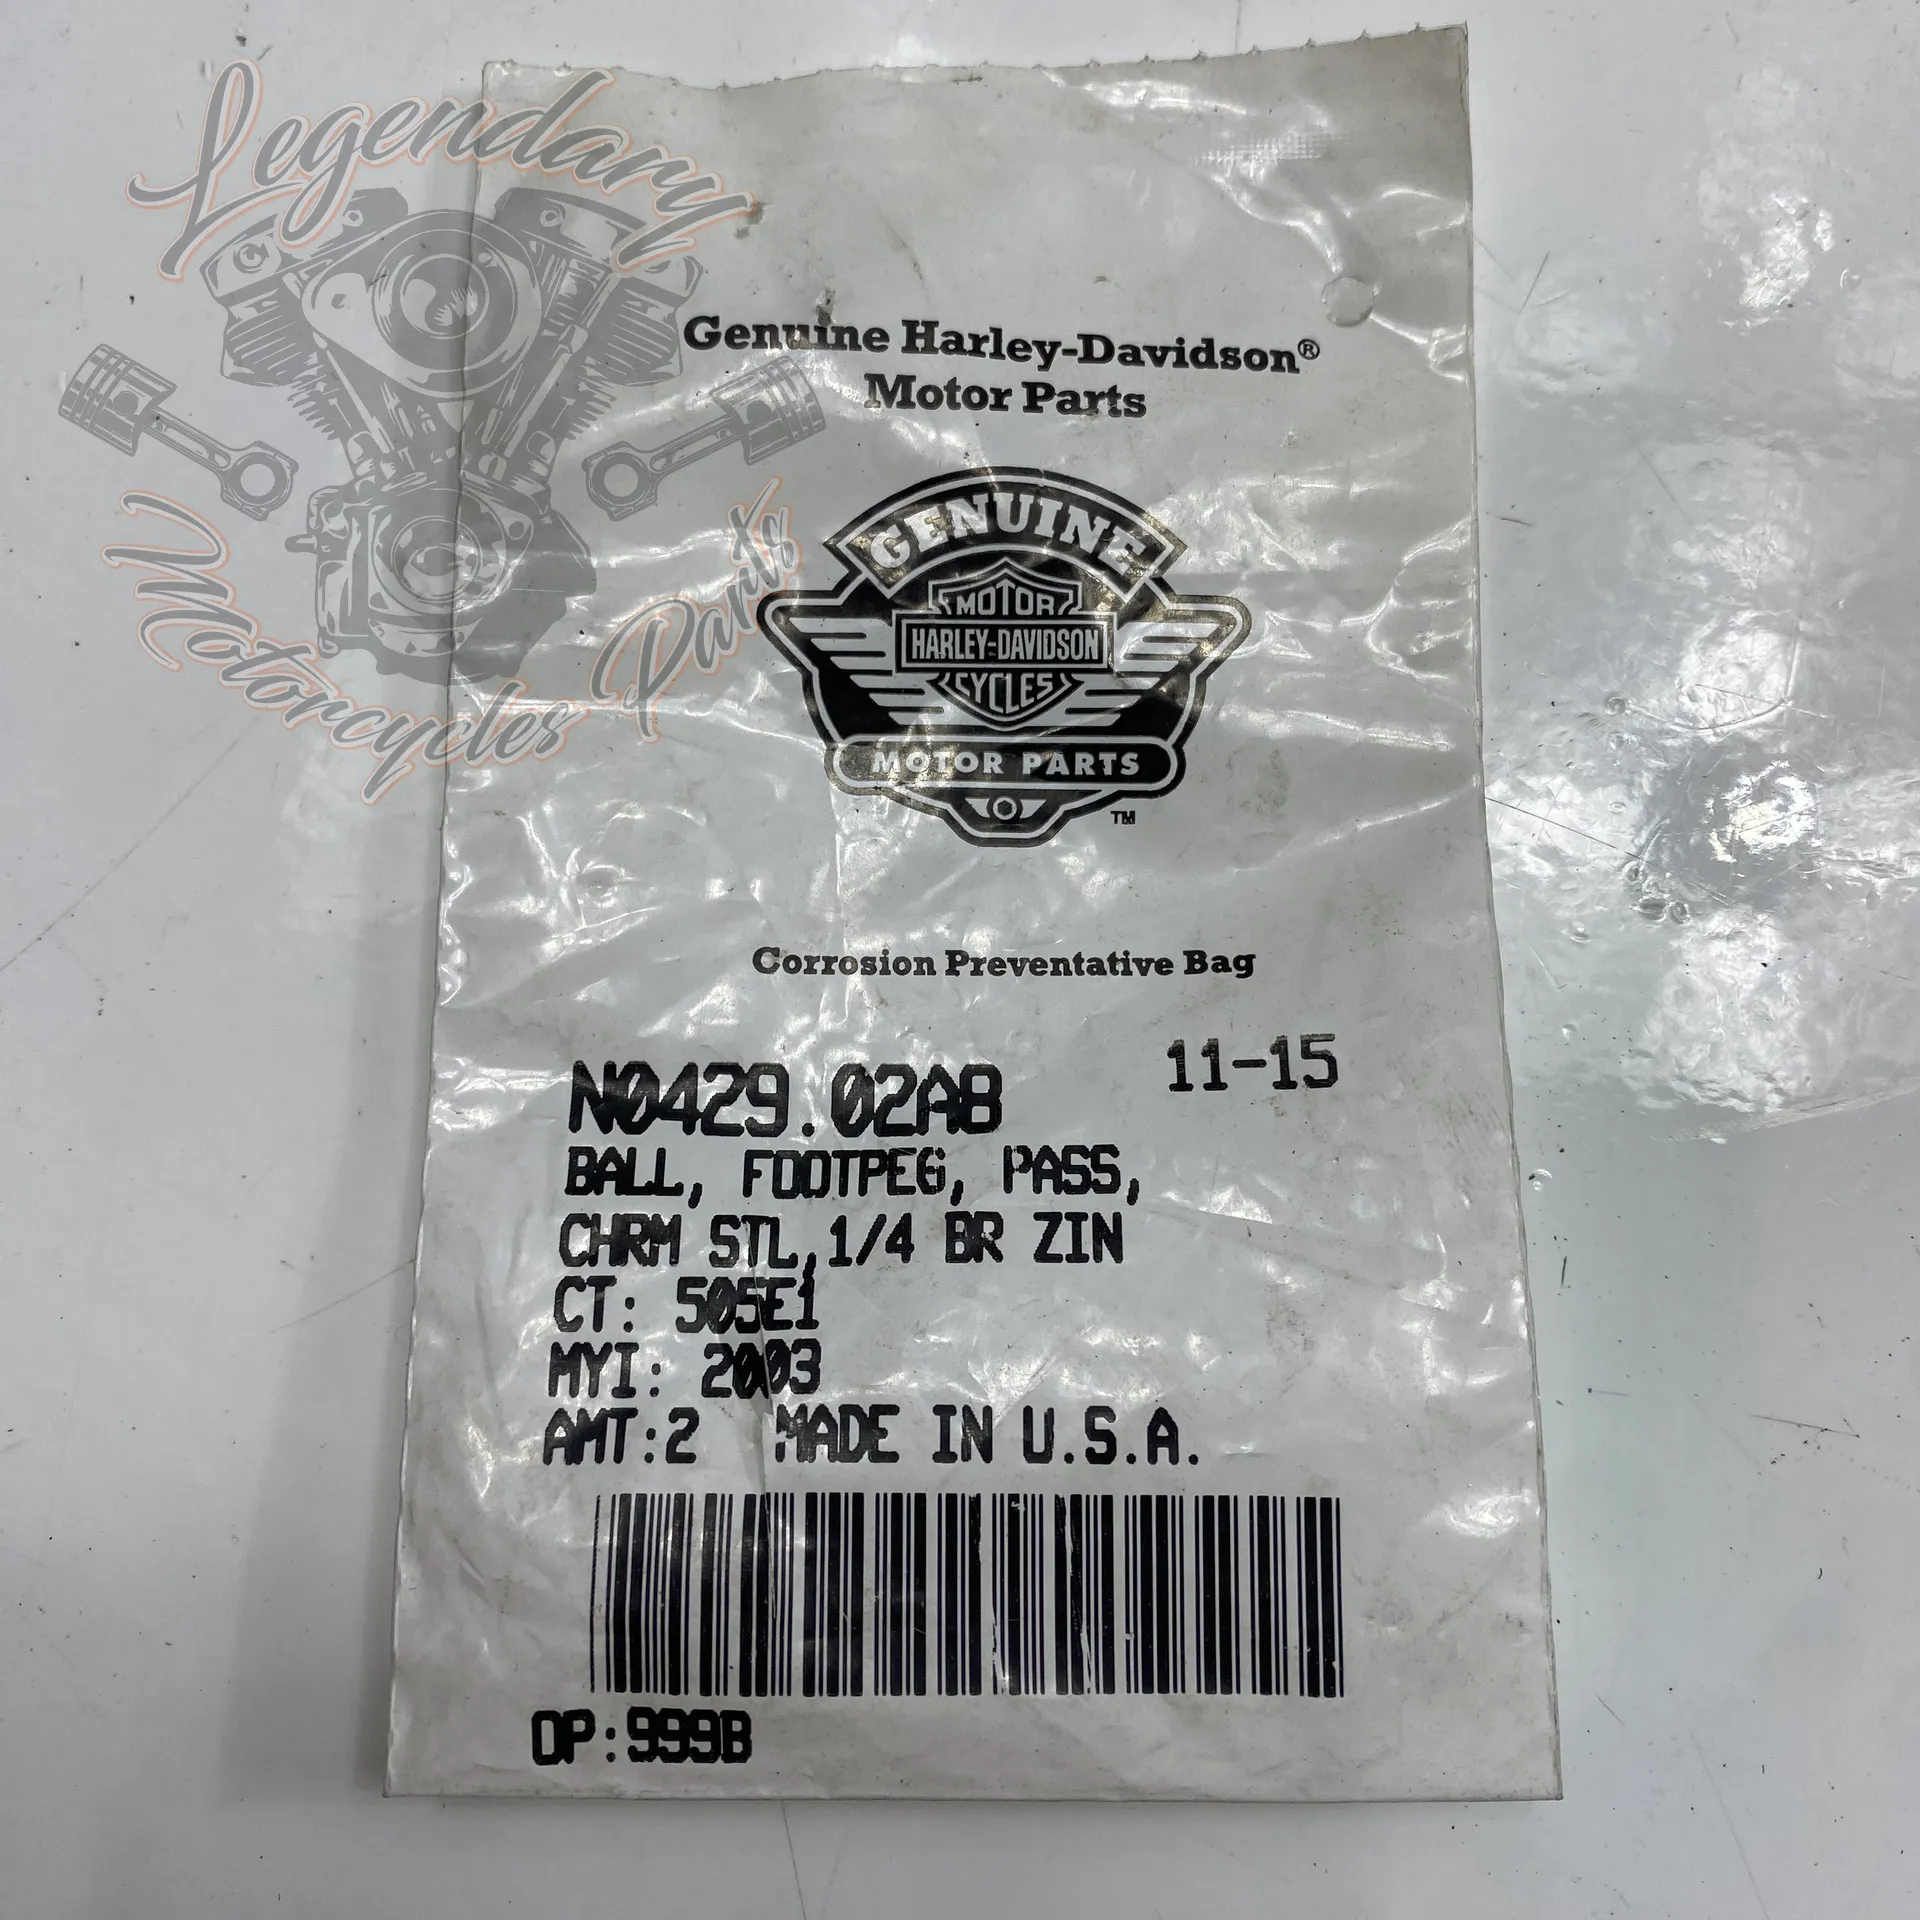 Legendary
Motorcycles Parts
Genuine Harley-Davidson®
Motor Parts
GENUINE
MOTOR
HARLEY-DAVIDSON
CYCLES
MOTOR PARTS
TM
Corrosion Preventative Bag
11-15
N0429.02A8
BALL, FOOTPEG, PASS,
CHRM STL,1/4 BR ZIN
CT: 505E1
MYI: 2003
AMT:2 MADE IN U.S.A.
OP:999B